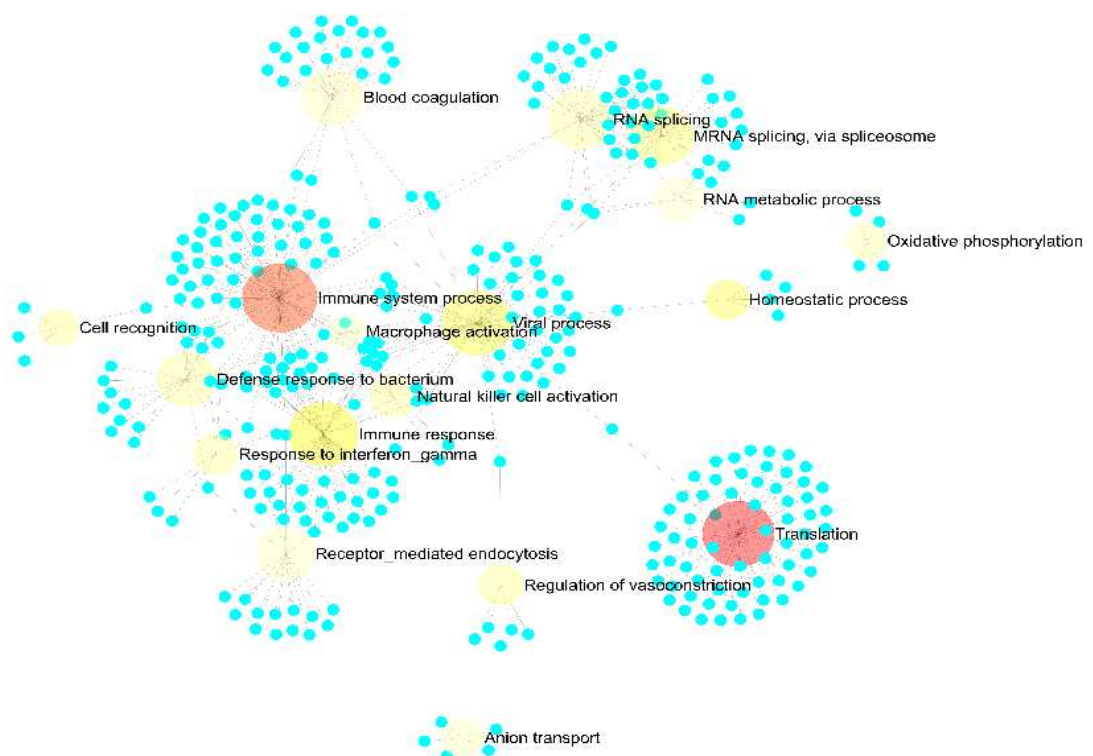 Blood coagulation
RNA splicing
MRNA splicing, via spliceosome
RNA metabolic process
Oxidative phosphorylation
Immune system process
Homeostatic process
Viral process
Cell recognition
Macrophage activation
Defense response to bacterium
Natural killer cell activation
Immune response
Response to interferon_gamma
Translation
Receptor_mediated endocytosis
Regulation of vasoconstriction
Anion transport